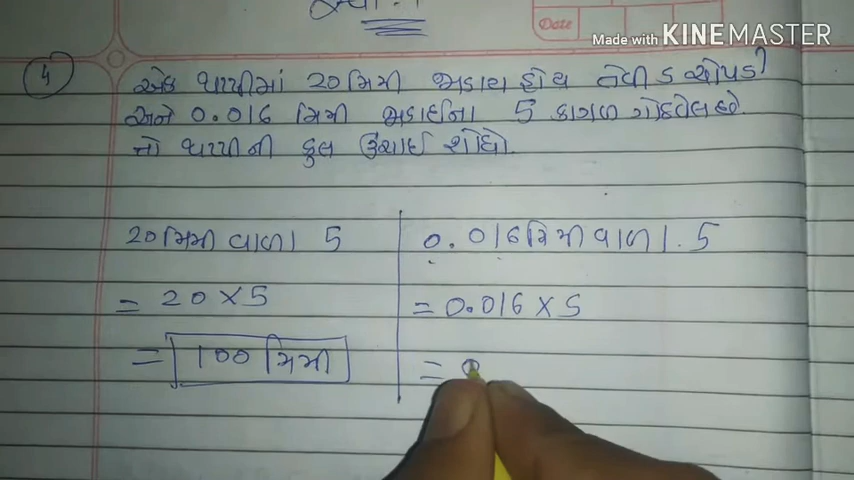 Date
Made with KINEMASTER
4
એક થપ્પીમાં 20 મિમી જાડાઈ હોય તેવી 5 ચોપડી
અને 0.016 મિમી જાડાઈના 5 કાગળ ગોઠવેલ હોય
તો થપ્પીની કુલ ઊંચાઈ શોધો.
20 મિમી વાળા 5
= 20 × 5
= 100 મિમી
0.016 મિમી વાળા. 5
= 0.016 × 5
= 0